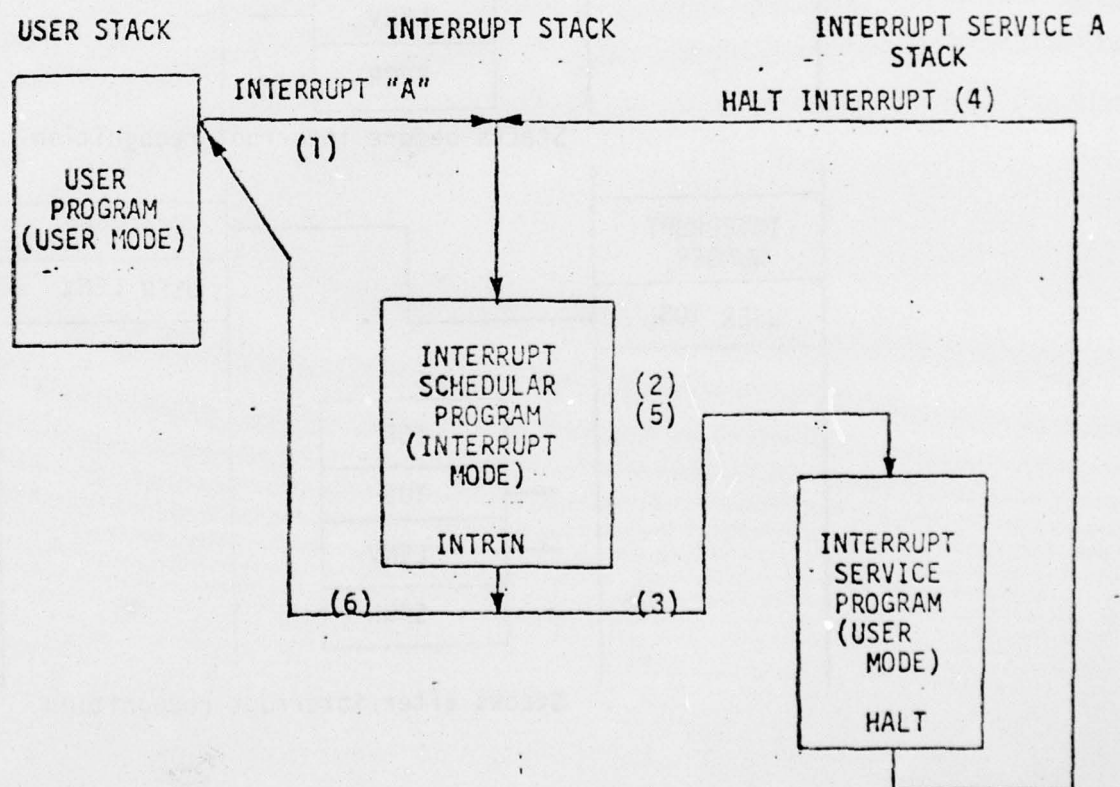 USER STACK
INTERRUPT STACK
INTERRUPT SERVICE A
STACK
INTERRUPT "A"
HALT INTERRUPT (4)
(1)
USER
PROGRAM
(USER MODE)
INTERRUPT
SCHEDULAR
PROGRAM
(INTERRUPT
MODE)
INTRTN
(2)
(5)
(6)
(3)
INTERRUPT
SERVICE
PROGRAM
(USER
MODE)
HALT